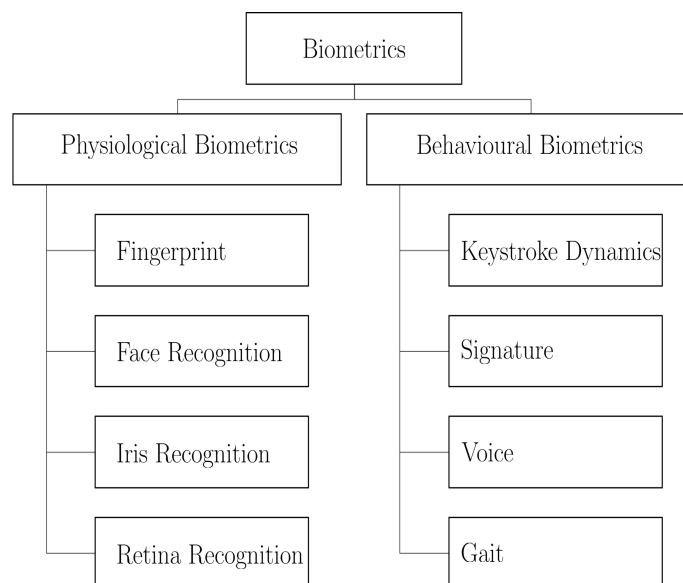 Biometrics
Physiological Biometrics
Behavioural Biometrics
Fingerprint
Face Recognition
Iris Recognition
Retina Recognition
Keystroke Dynamics
Signature
Voice
Gait